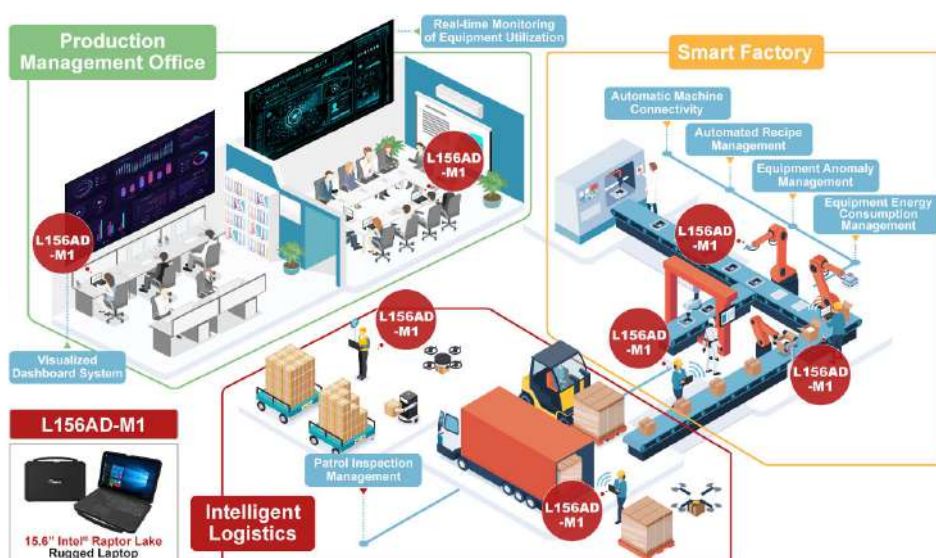 Production
Management Office
Real-time Monitoring
of Equipment Utilization
Smart Factory
Automatic Machine
Connectivity
Automated Recipe
Management
Equipment Anomaly
Management
Equipment Energy
Consumption
Management
L156AD
-M1
L156AD
-M1
L156AD
-M1
L156AD
-M1
L156AD
-M1
L156AD
-M1
L156AD
-M1
Visualized
Dashboard System
Patrol Inspection
Management
Intelligent
Logistics
L156AD-M1
15.6" Intel® Raptor Lake
Rugged Laptop